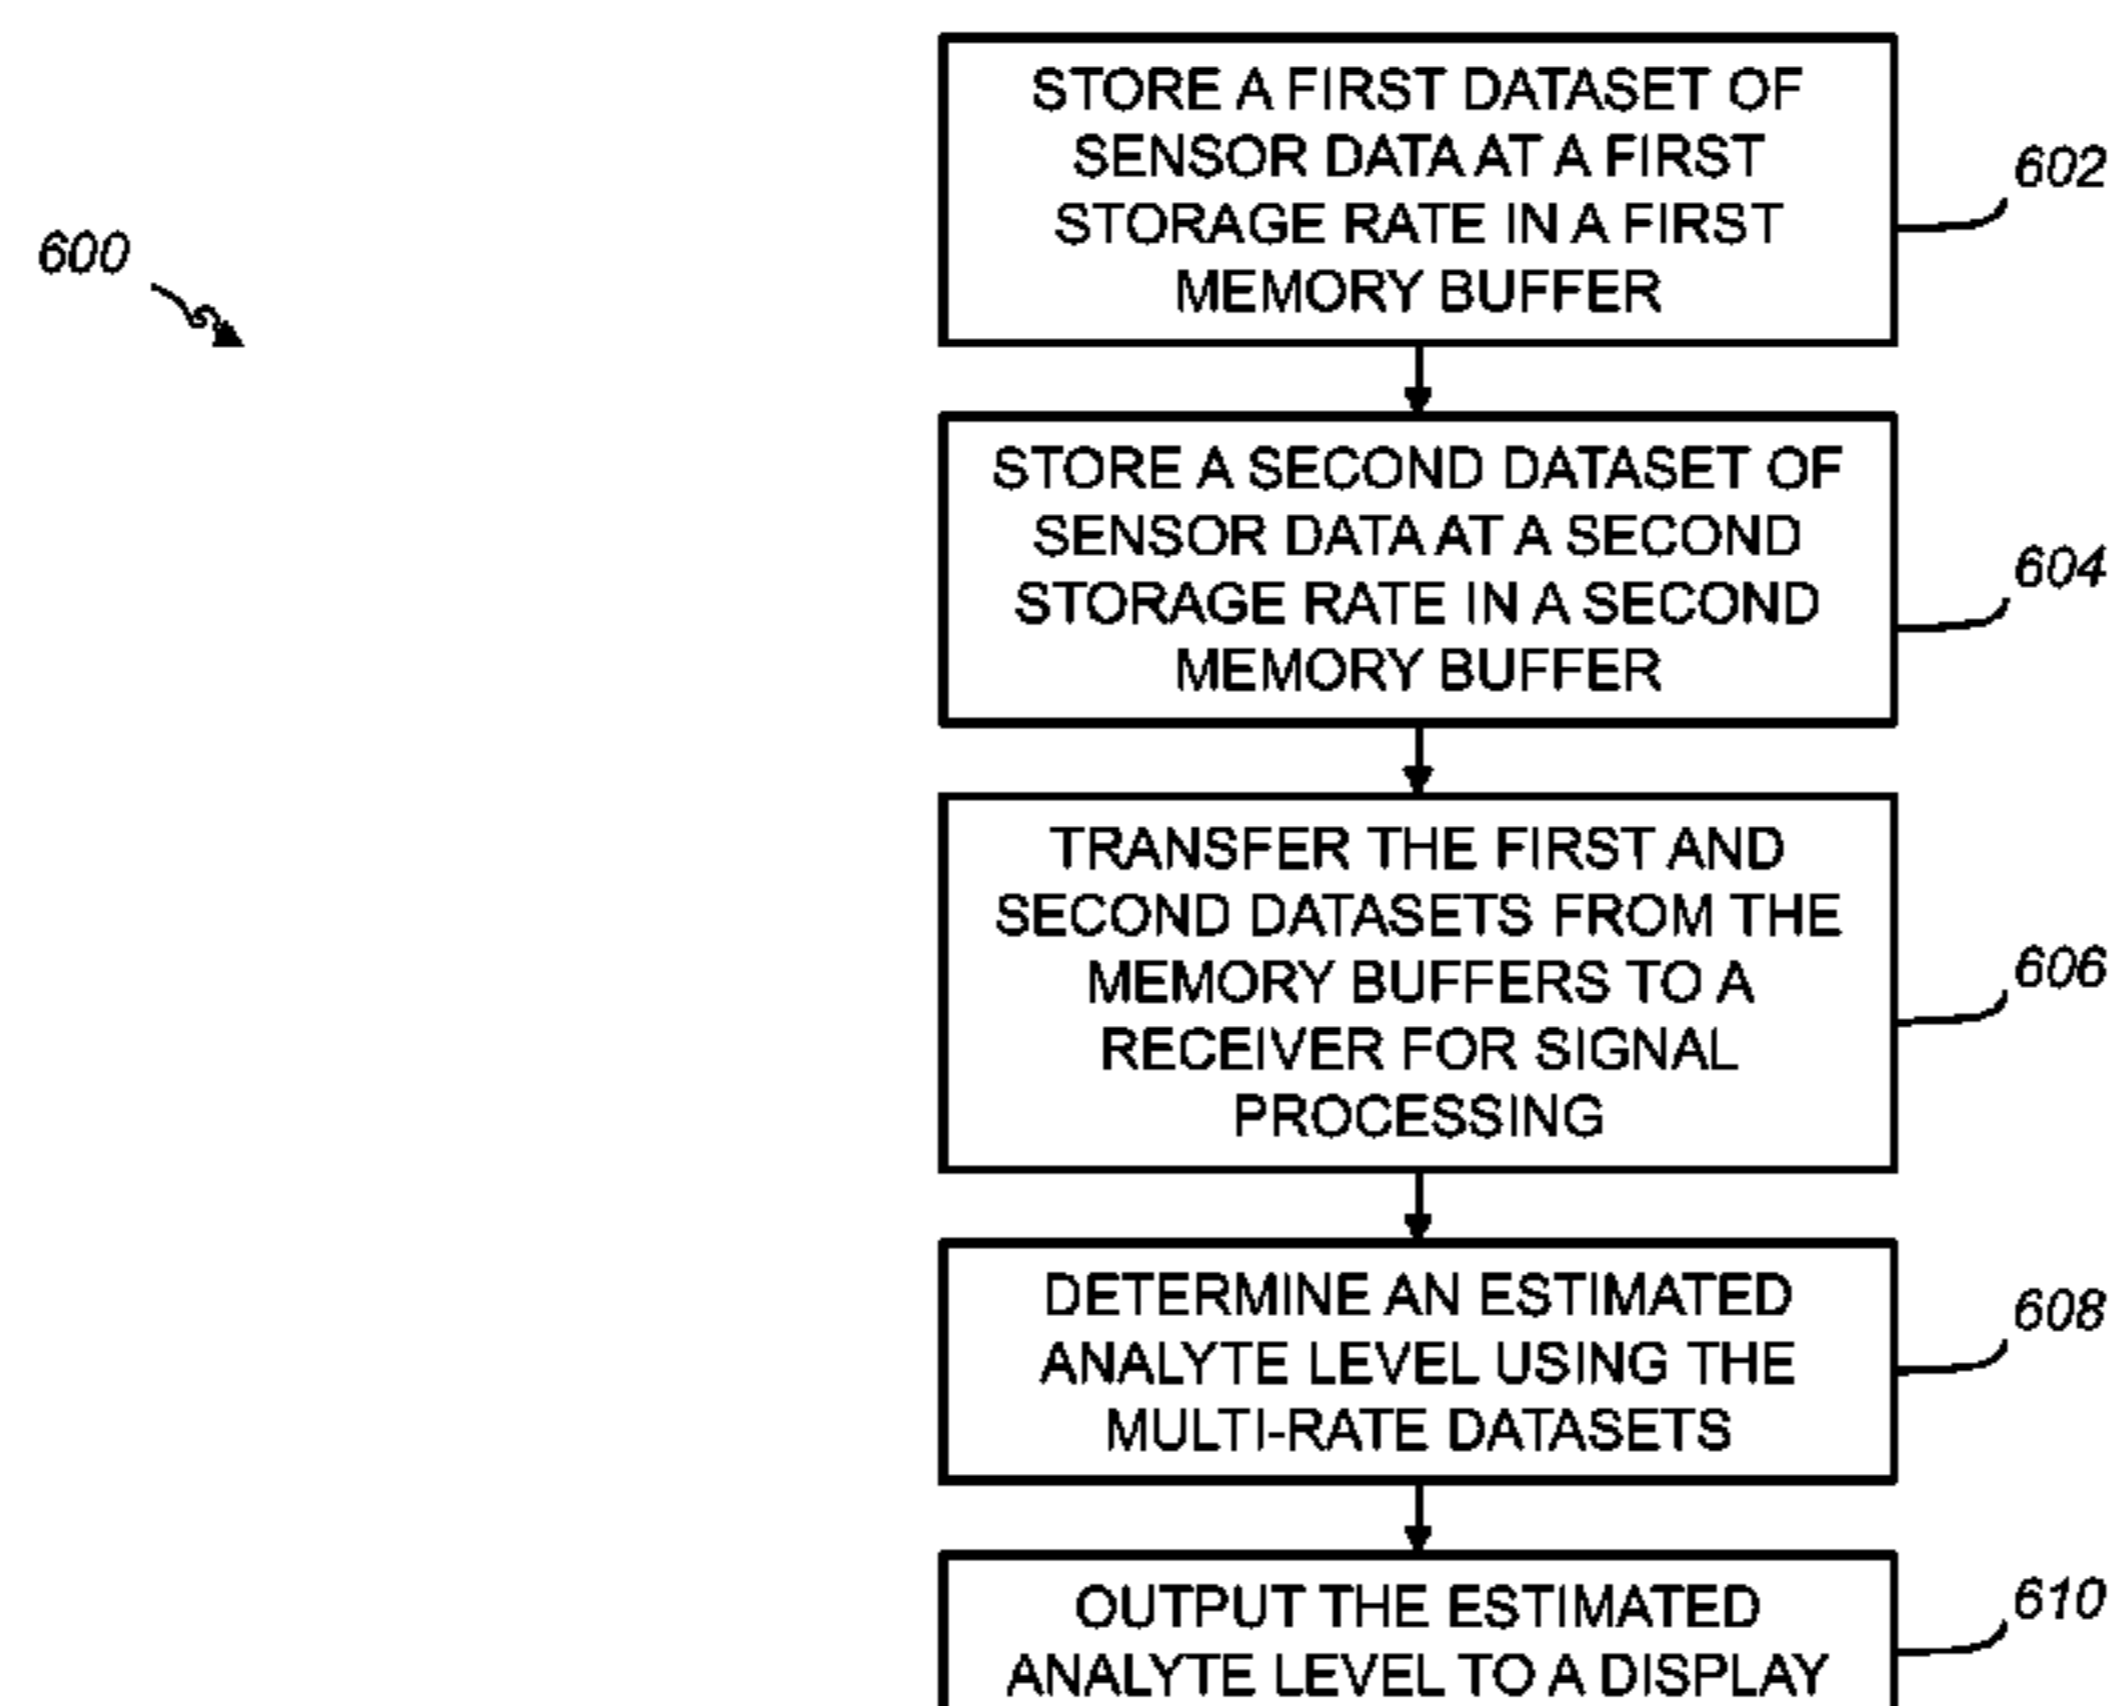 600
STORE A FIRST DATASET OF
SENSOR DATA AT A FIRST
STORAGE RATE IN A FIRST
MEMORY BUFFER
602
STORE A SECOND DATASET OF
SENSOR DATA AT A SECOND
STORAGE RATE IN A SECOND
MEMORY BUFFER
604
TRANSFER THE FIRST AND
SECOND DATASETS FROM THE
MEMORY BUFFERS TO A
RECEIVER FOR SIGNAL
PROCESSING
606
DETERMINE AN ESTIMATED
ANALYTE LEVEL USING THE
MULTI-RATE DATASETS
608
OUTPUT THE ESTIMATED
ANALYTE LEVEL TO A DISPLAY
610